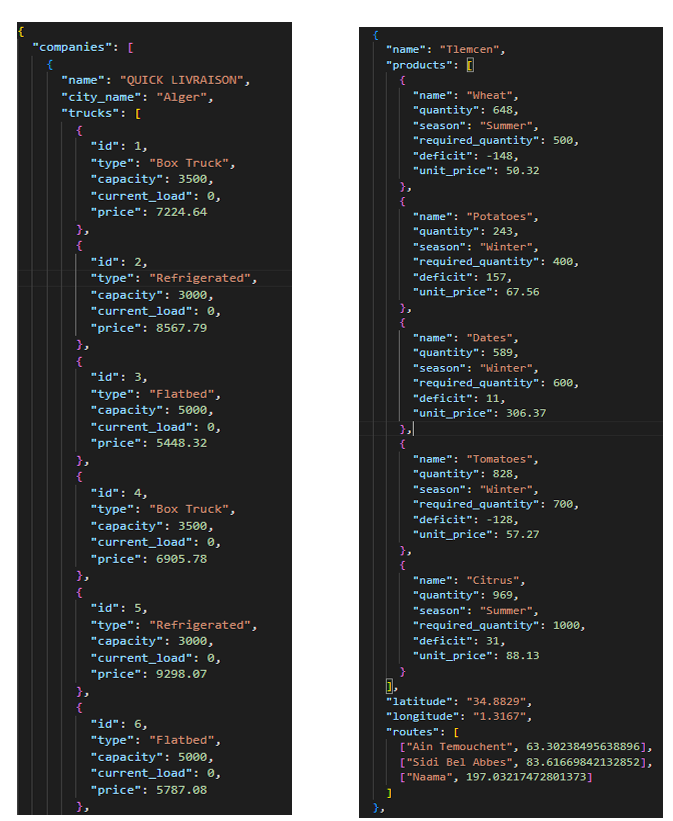 {
"companies": [
{
"name": "QUICK LIVRAISON",
"city_name": "Alger",
"trucks": [
{
"id": 1,
"type": "Box Truck",
"capacity": 3500,
"current_load": 0,
"price": 7224.64
},
{
"id": 2,
"type": "Refrigerated",
"capacity": 3000,
"current_load": 0,
"price": 8567.79
},
{
"id": 3,
"type": "Flatbed",
"capacity": 5000,
"current_load": 0,
"price": 5448.32
},
{
"id": 4,
"type": "Box Truck",
"capacity": 3500,
"current_load": 0,
"price": 6905.78
},
{
"id": 5,
"type": "Refrigerated",
"capacity": 3000,
"current_load": 0,
"price": 9298.07
},
{
"id": 6,
"type": "Flatbed",
"capacity": 5000,
"current_load": 0,
"price": 5787.08
},
{
"name": "Tlemcen",
"products": [
{
"name": "Wheat",
"quantity": 648,
"season": "Summer",
"required_quantity": 500,
"deficit": -148,
"unit_price": 50.32
},
{
"name": "Potatoes",
"quantity": 243,
"season": "Winter",
"required_quantity": 400,
"deficit": 157,
"unit_price": 67.56
},
{
"name": "Dates",
"quantity": 589,
"season": "Winter",
"required_quantity": 600,
"deficit": 11,
"unit_price": 306.37
},
{
"name": "Tomatoes",
"quantity": 828,
"season": "Winter",
"required_quantity": 700,
"deficit": -128,
"unit_price": 57.27
},
{
"name": "Citrus",
"quantity": 969,
"season": "Summer",
"required_quantity": 1000,
"deficit": 31,
"unit_price": 88.13
}
],
"latitude": "34.8829",
"longitude": "1.3167",
"routes": [
["Ain Temouchent", 63.30238495638896],
["Sidi Bel Abbes", 83.61669842132852],
["Naama", 197.03217472801373]
]
},